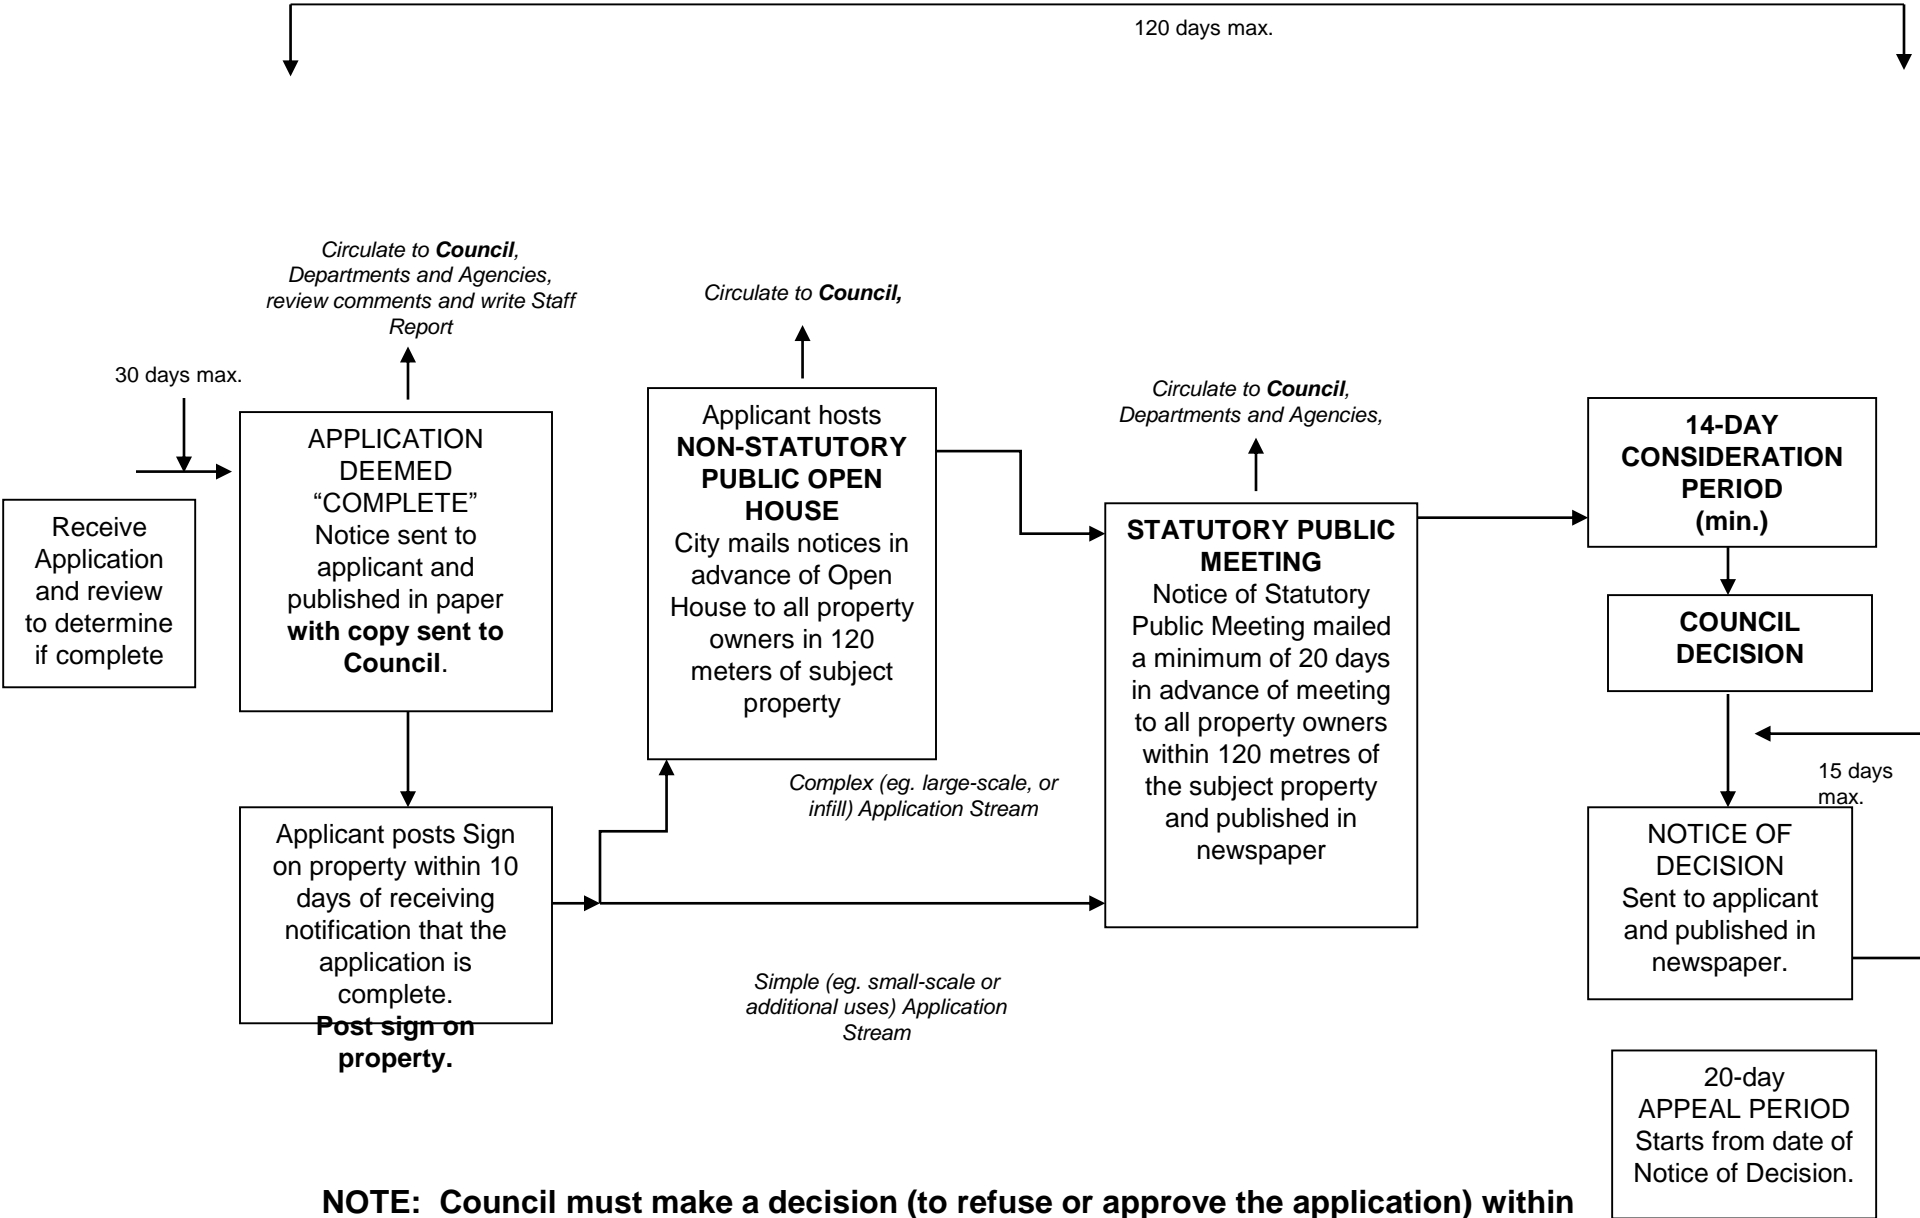 120 days max.
Circulate to Council,
Departments and Agencies,
review comments and write Staff
Report
Circulate to Council,
30 days max.
Circulate to Council,
Departments and Agencies,
Receive
Application
and review
to determine
if complete
APPLICATION
DEEMED
“COMPLETE”
Notice sent to
applicant and
published in paper
with copy sent to
Council.
Applicant posts Sign
on property within 10
days of receiving
notification that the
application is
complete.
Post sign on
property.
Applicant hosts
NON-STATUTORY
PUBLIC OPEN
HOUSE
City mails notices in
advance of Open
House to all property
owners in 120
meters of subject
property
Complex (eg. large-scale, or
infill) Application Stream
Simple (eg. small-scale or
additional uses) Application
Stream
STATUTORY PUBLIC
MEETING
Notice of Statutory
Public Meeting mailed
a minimum of 20 days
in advance of meeting
to all property owners
within 120 metres of
the subject property
and published in
newspaper
14-DAY
CONSIDERATION
PERIOD
(min.)
COUNCIL
DECISION
15 days
max.
NOTICE OF
DECISION
Sent to applicant
and published in
newspaper.
20-day
APPEAL PERIOD
Starts from date of
Notice of Decision.
NOTE: Council must make a decision (to refuse or approve the application) within